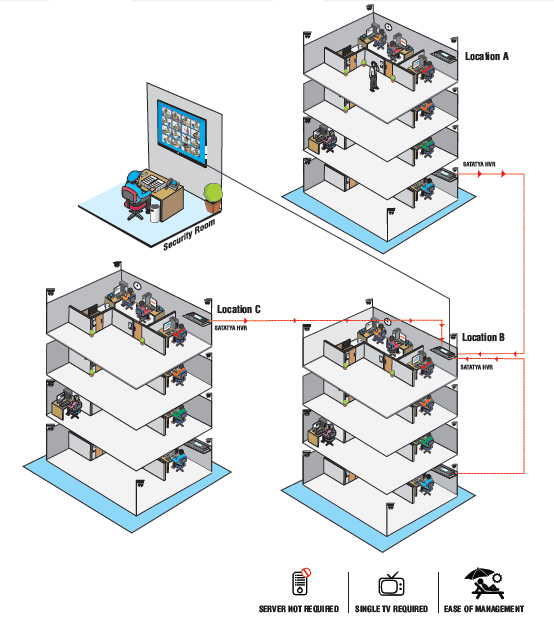 Location A
SATATYA HVR
Security Room
Location C
SATATYA HVR
Location B
SATATYA HVR
SERVER NOT REQUIRED
SINGLE TV REQUIRED
EASE OF MANAGEMENT